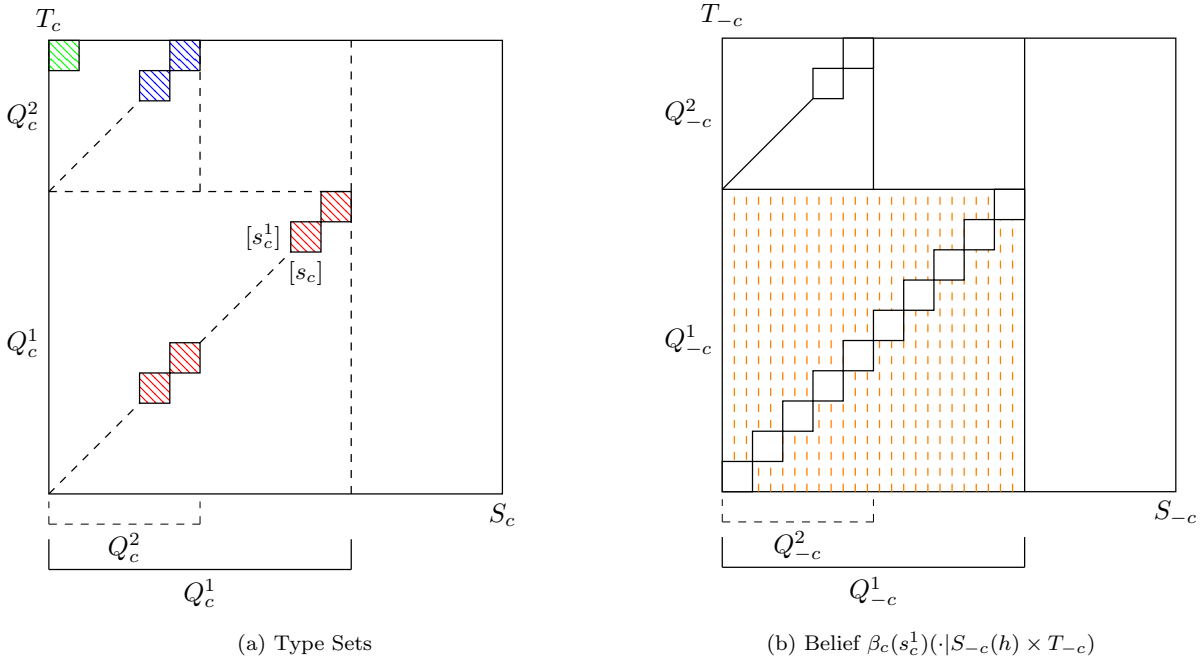 T_c
Q_c^2
[s_c^1]
[s_c]
Q_c^1
S_c
Q_c^2
Q_c^1
(a) Type Sets
T_{-c}
Q_{-c}^2
Q_{-c}^1
S_{-c}
Q_{-c}^2
Q_{-c}^1
(b) Belief β_c(s_c^1)(·|S_{-c}(h) × T_{-c})